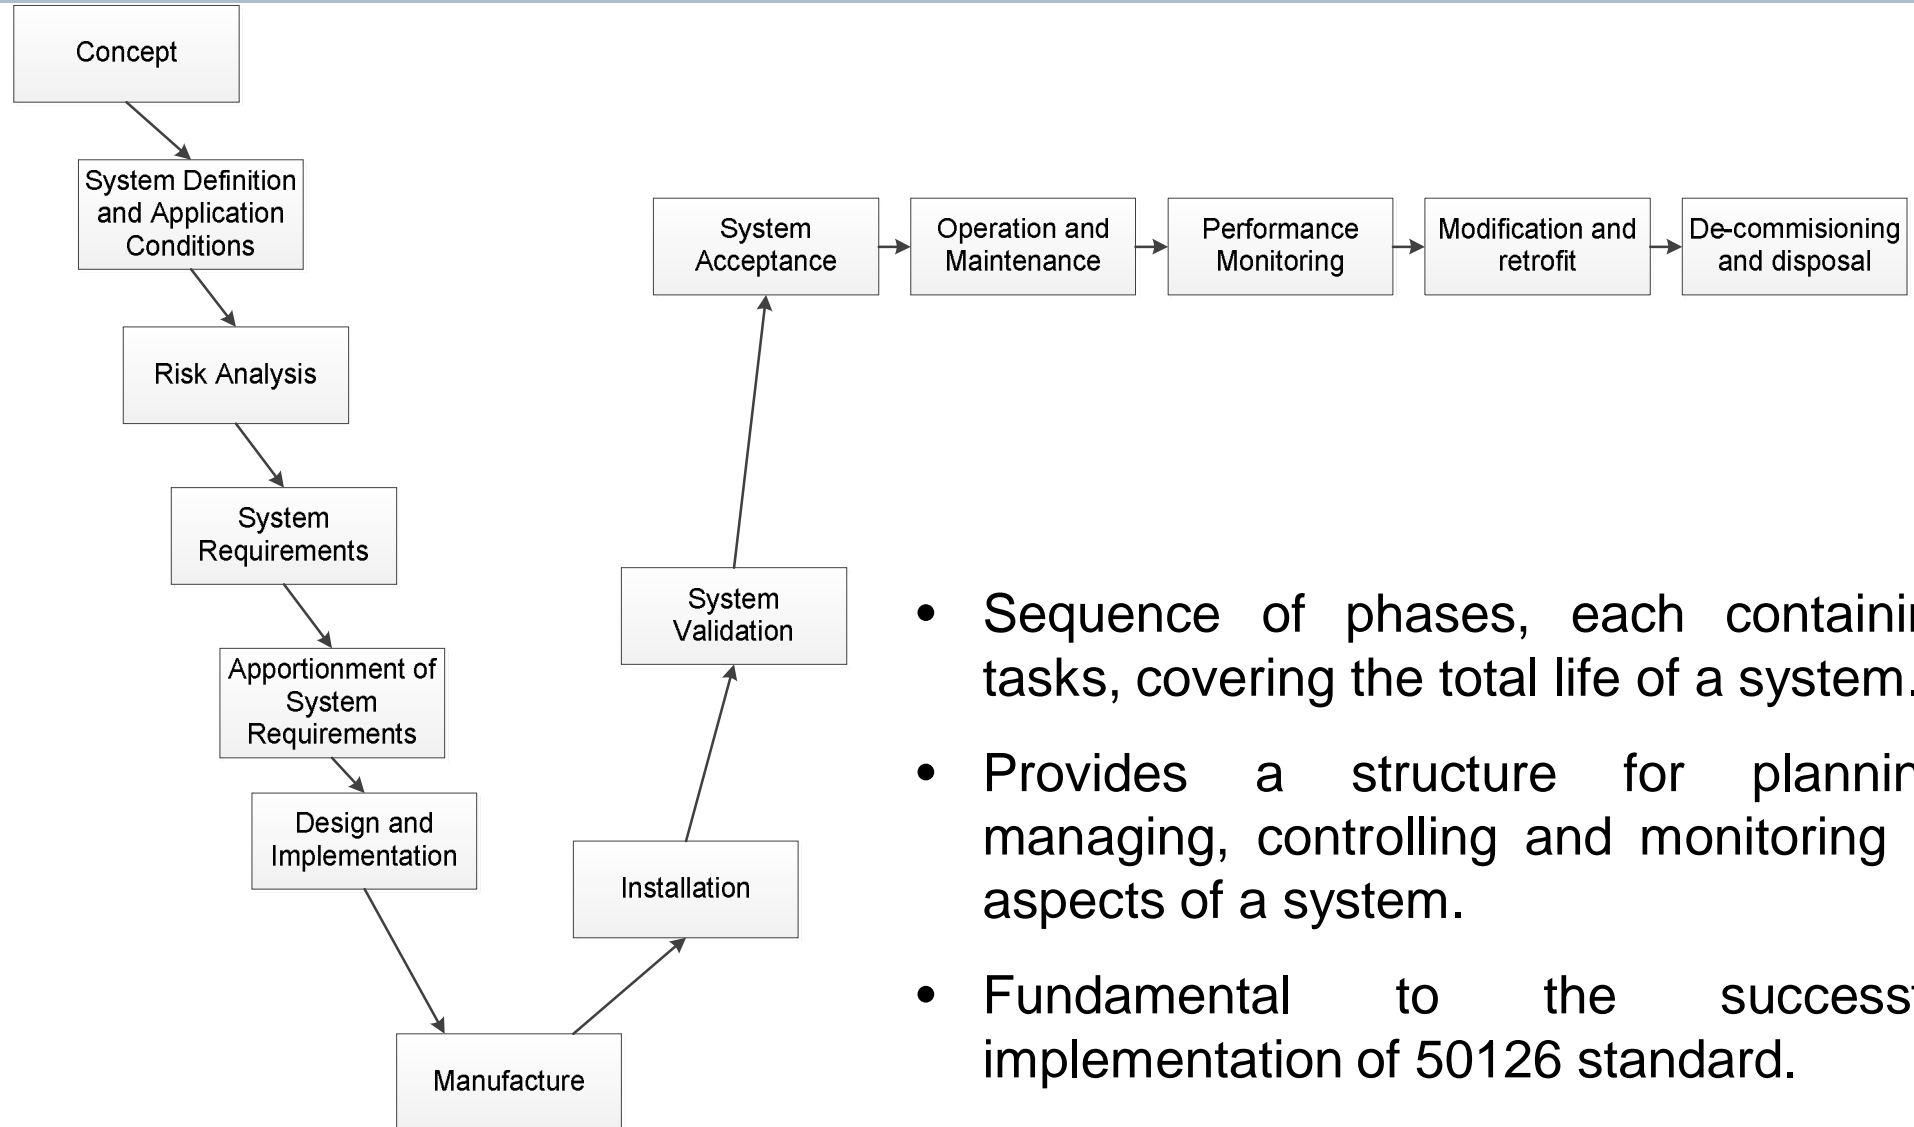 Concept
System Definition
and Application
Conditions
Risk Analysis
System
Requirements
Apportionment of
System
Requirements
Design and
Implementation
Manufacture
Installation
System
Validation
System
Acceptance
Operation and
Maintenance
Performance
Monitoring
Modification and
retrofit
De-commisioning
and disposal
• Sequence of phases, each
tasks, covering the total life of a system.
• Provides a structure for
managing, controlling and monitoring
aspects of a system.
• Fundamental to the
implementation of 50126 standard.